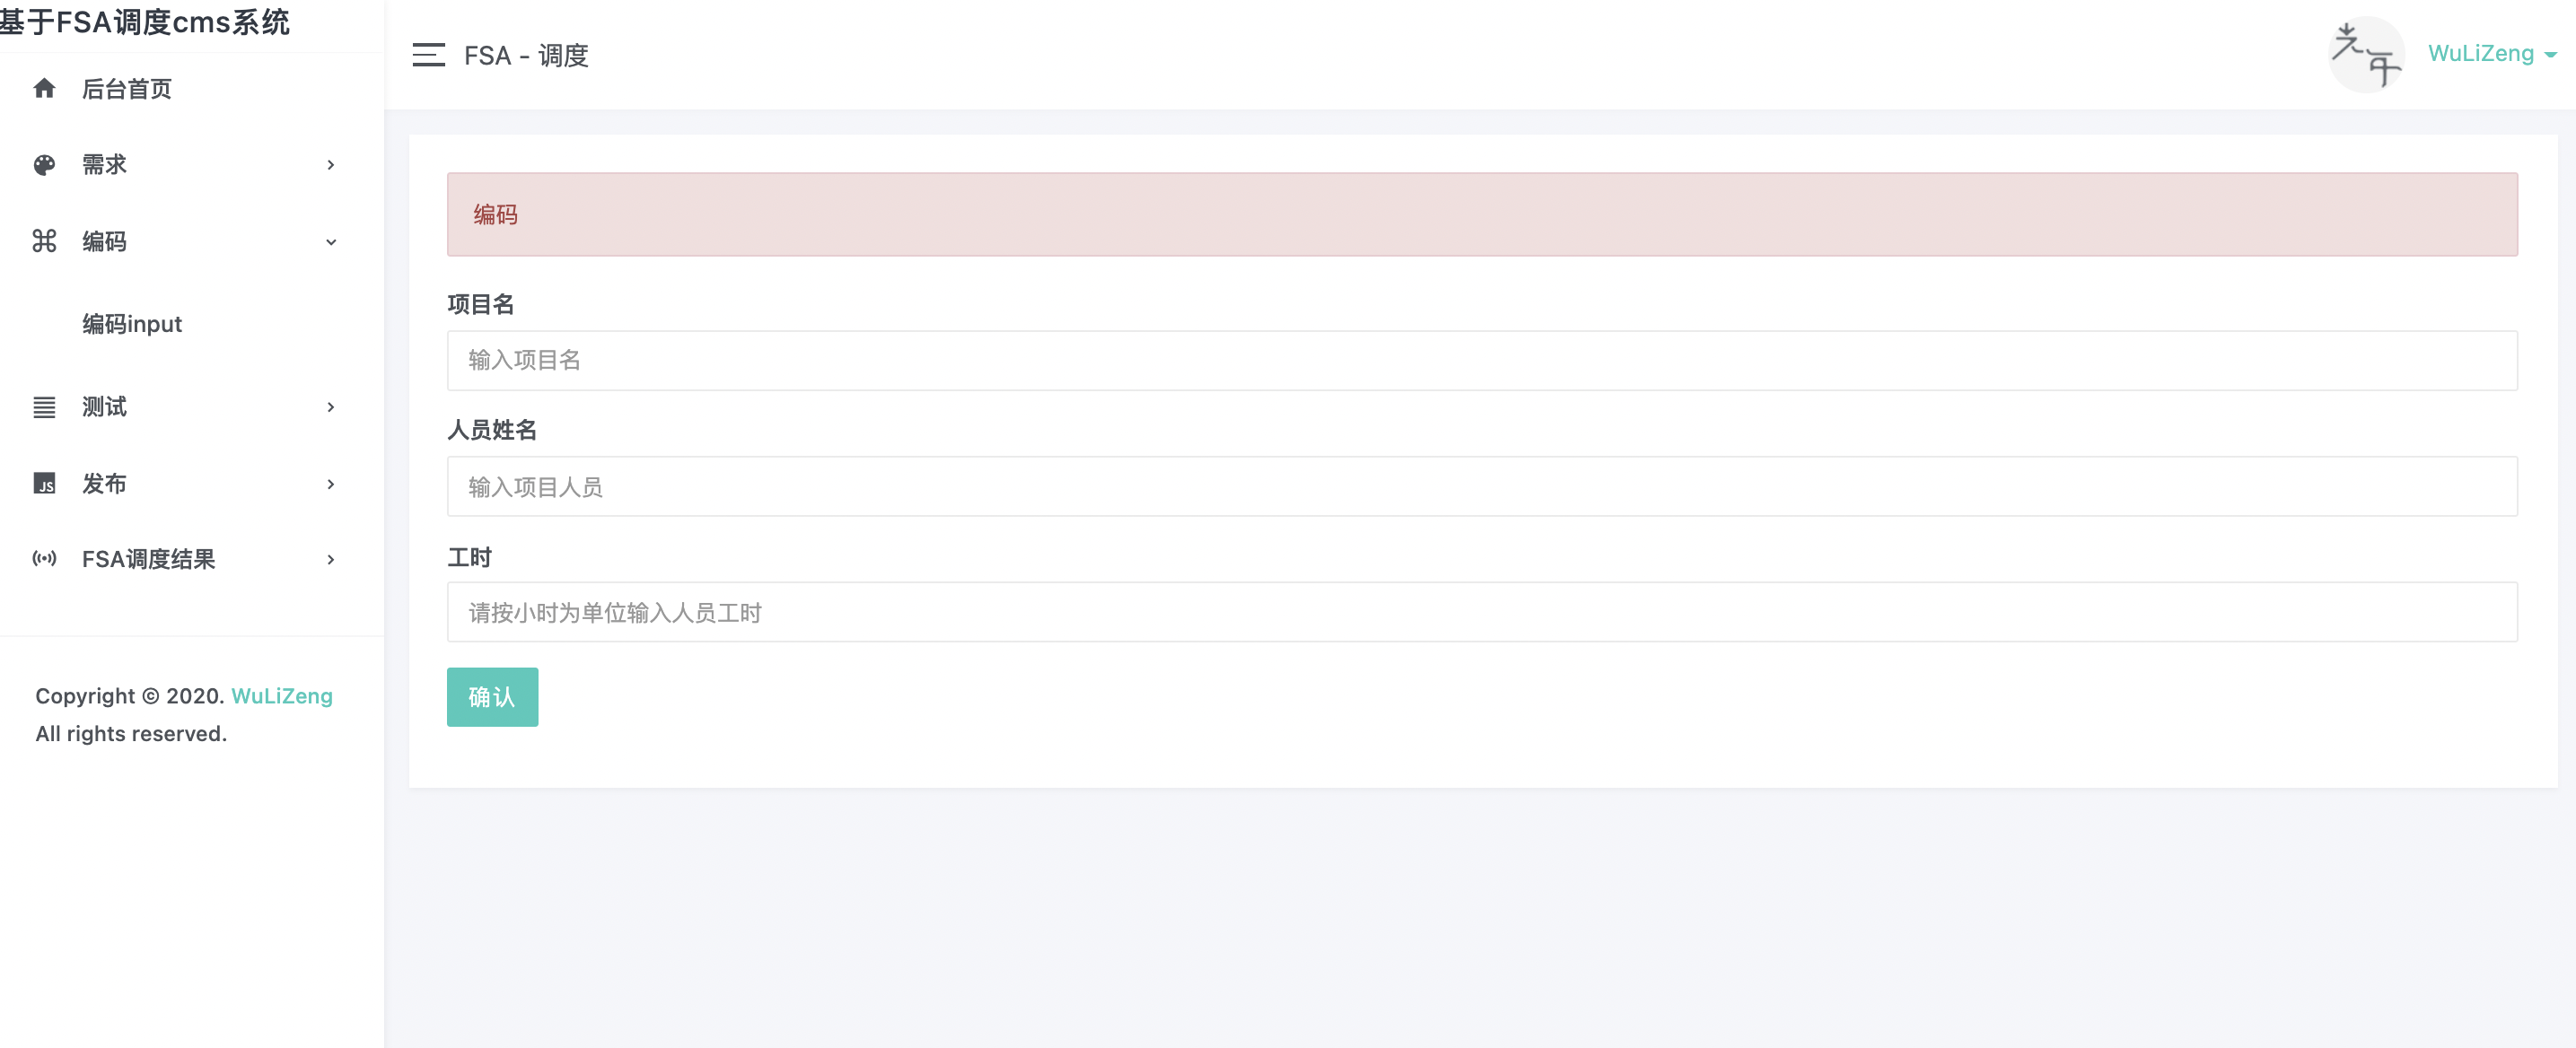 基于FSA调度cms系统
后台首页
需求
编码
编码input
测试
发布
JS
FSA调度结果
Copyright © 2020. WuLiZeng
All rights reserved.
FSA - 调度
WuLiZeng
编码
项目名
输入项目名
人员姓名
输入项目人员
工时
请按小时为单位输入人员工时
确认